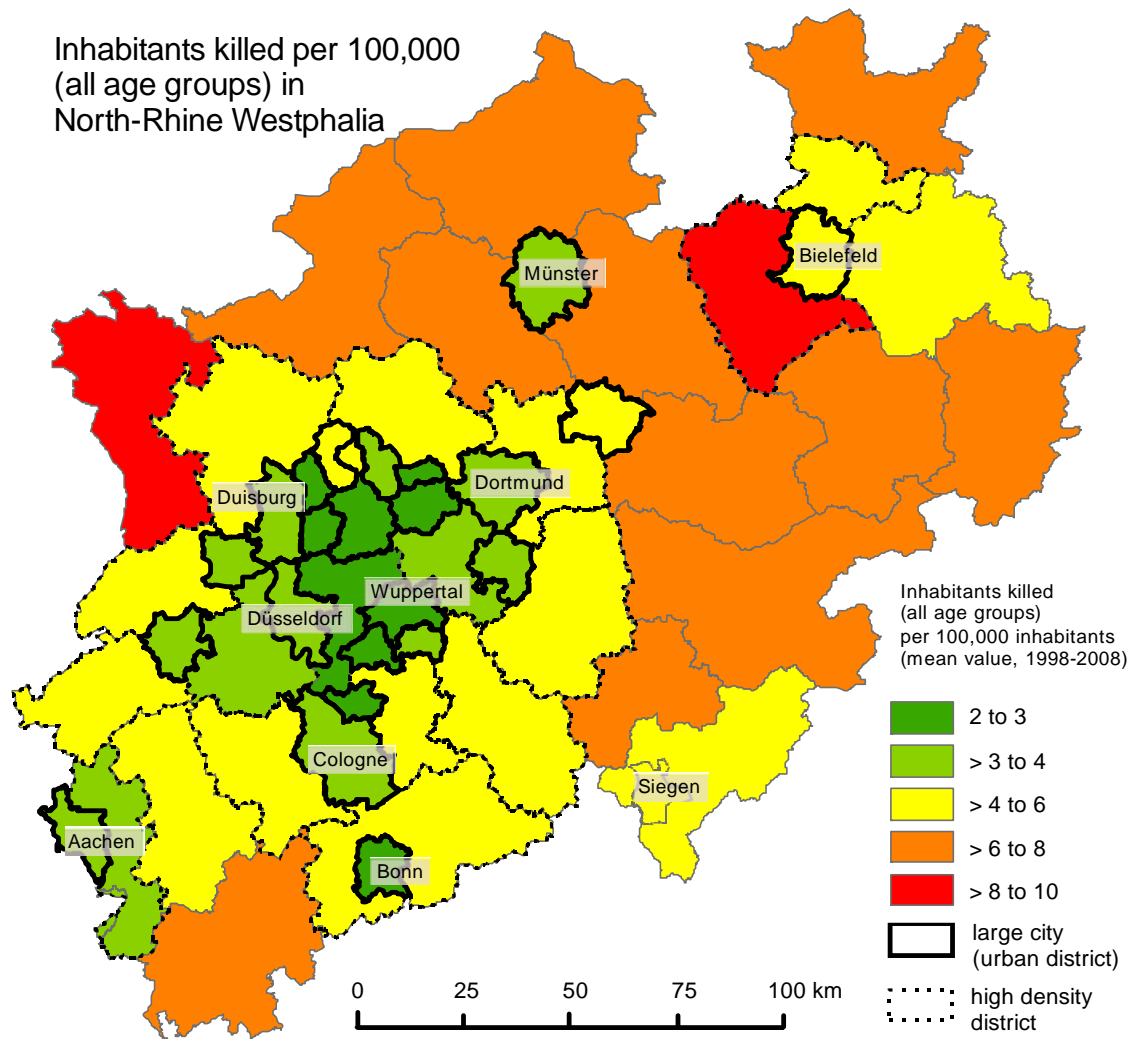 Inhabitants killed per 100,000
(all age groups) in
North-Rhine Westphalia
Münster
Bielefeld
Duisburg
Dortmund
Wuppertal
Düsseldorf
Cologne
Siegen
Aachen
Bonn
Inhabitants killed
(all age groups)
per 100,000 inhabitants
(mean value, 1998-2008)
2 to 3
> 3 to 4
> 4 to 6
> 6 to 8
> 8 to 10
large city
(urban district)
high density
district
0 25 50 75 100 km